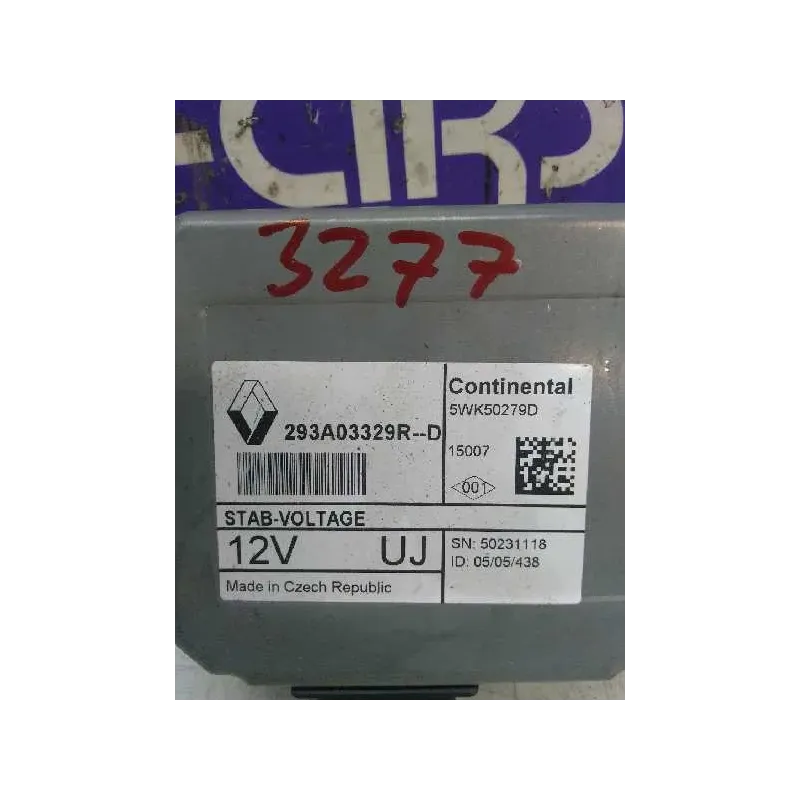 3277
293A03329R--D
STAB-VOLTAGE
12V UJ
Made in Czech Republic
Continental
5WK50279D
15007
001
SN: 50231118
ID: 05/05/438